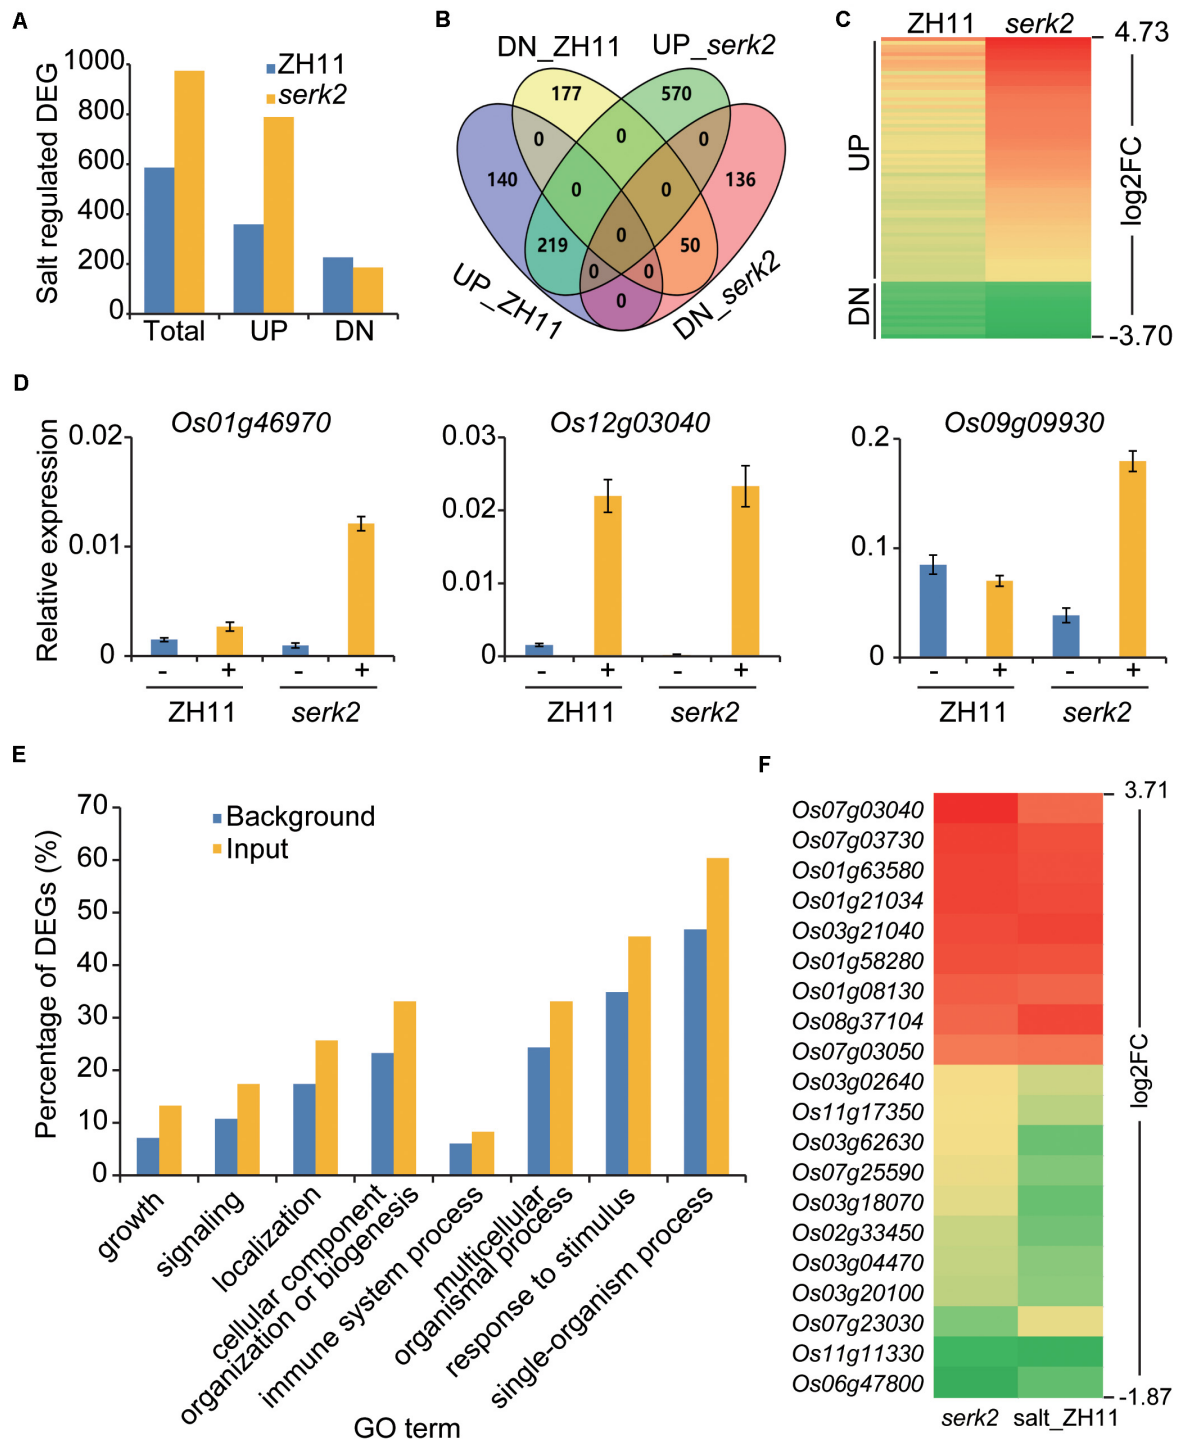 A
Salt regulated DEG
1000
800
600
400
200
0
ZH11
serk2
Total
UP
DN
B
DN_ZH11
UP_serk2
177
570
0
0
0
140
0
0
136
219
0
50
0
0
0
UP_ZH11
DN_serk2
C
ZH11
serk2
4.73
UP
DN
log2FC
-3.70
D
Relative expression
Os01g46970
0.02
0.01
0
-
+
-
+
ZH11
serk2
Os12g03040
0.03
0.02
0.01
0
-
+
-
+
ZH11
serk2
Os09g09930
0.2
0.1
0
-
+
-
+
ZH11
serk2
E
Percentage of DEGs (%)
70
60
50
40
30
20
10
0
Background
Input
growth
signaling
localization
cellular component
organization or biogenesis
immune system process
multicellular
organismal process
response to stimulus
single-organism process
GO term
F
3.71
Os07g03040
Os07g03730
Os01g63580
Os01g21034
Os03g21040
Os01g58280
Os01g08130
Os08g37104
Os07g03050
Os03g02640
Os11g17350
Os03g62630
Os07g25590
Os03g18070
Os02g33450
Os03g04470
Os03g20100
Os07g23030
Os11g11330
Os06g47800
log2FC
-1.87
serk2
salt_ZH11